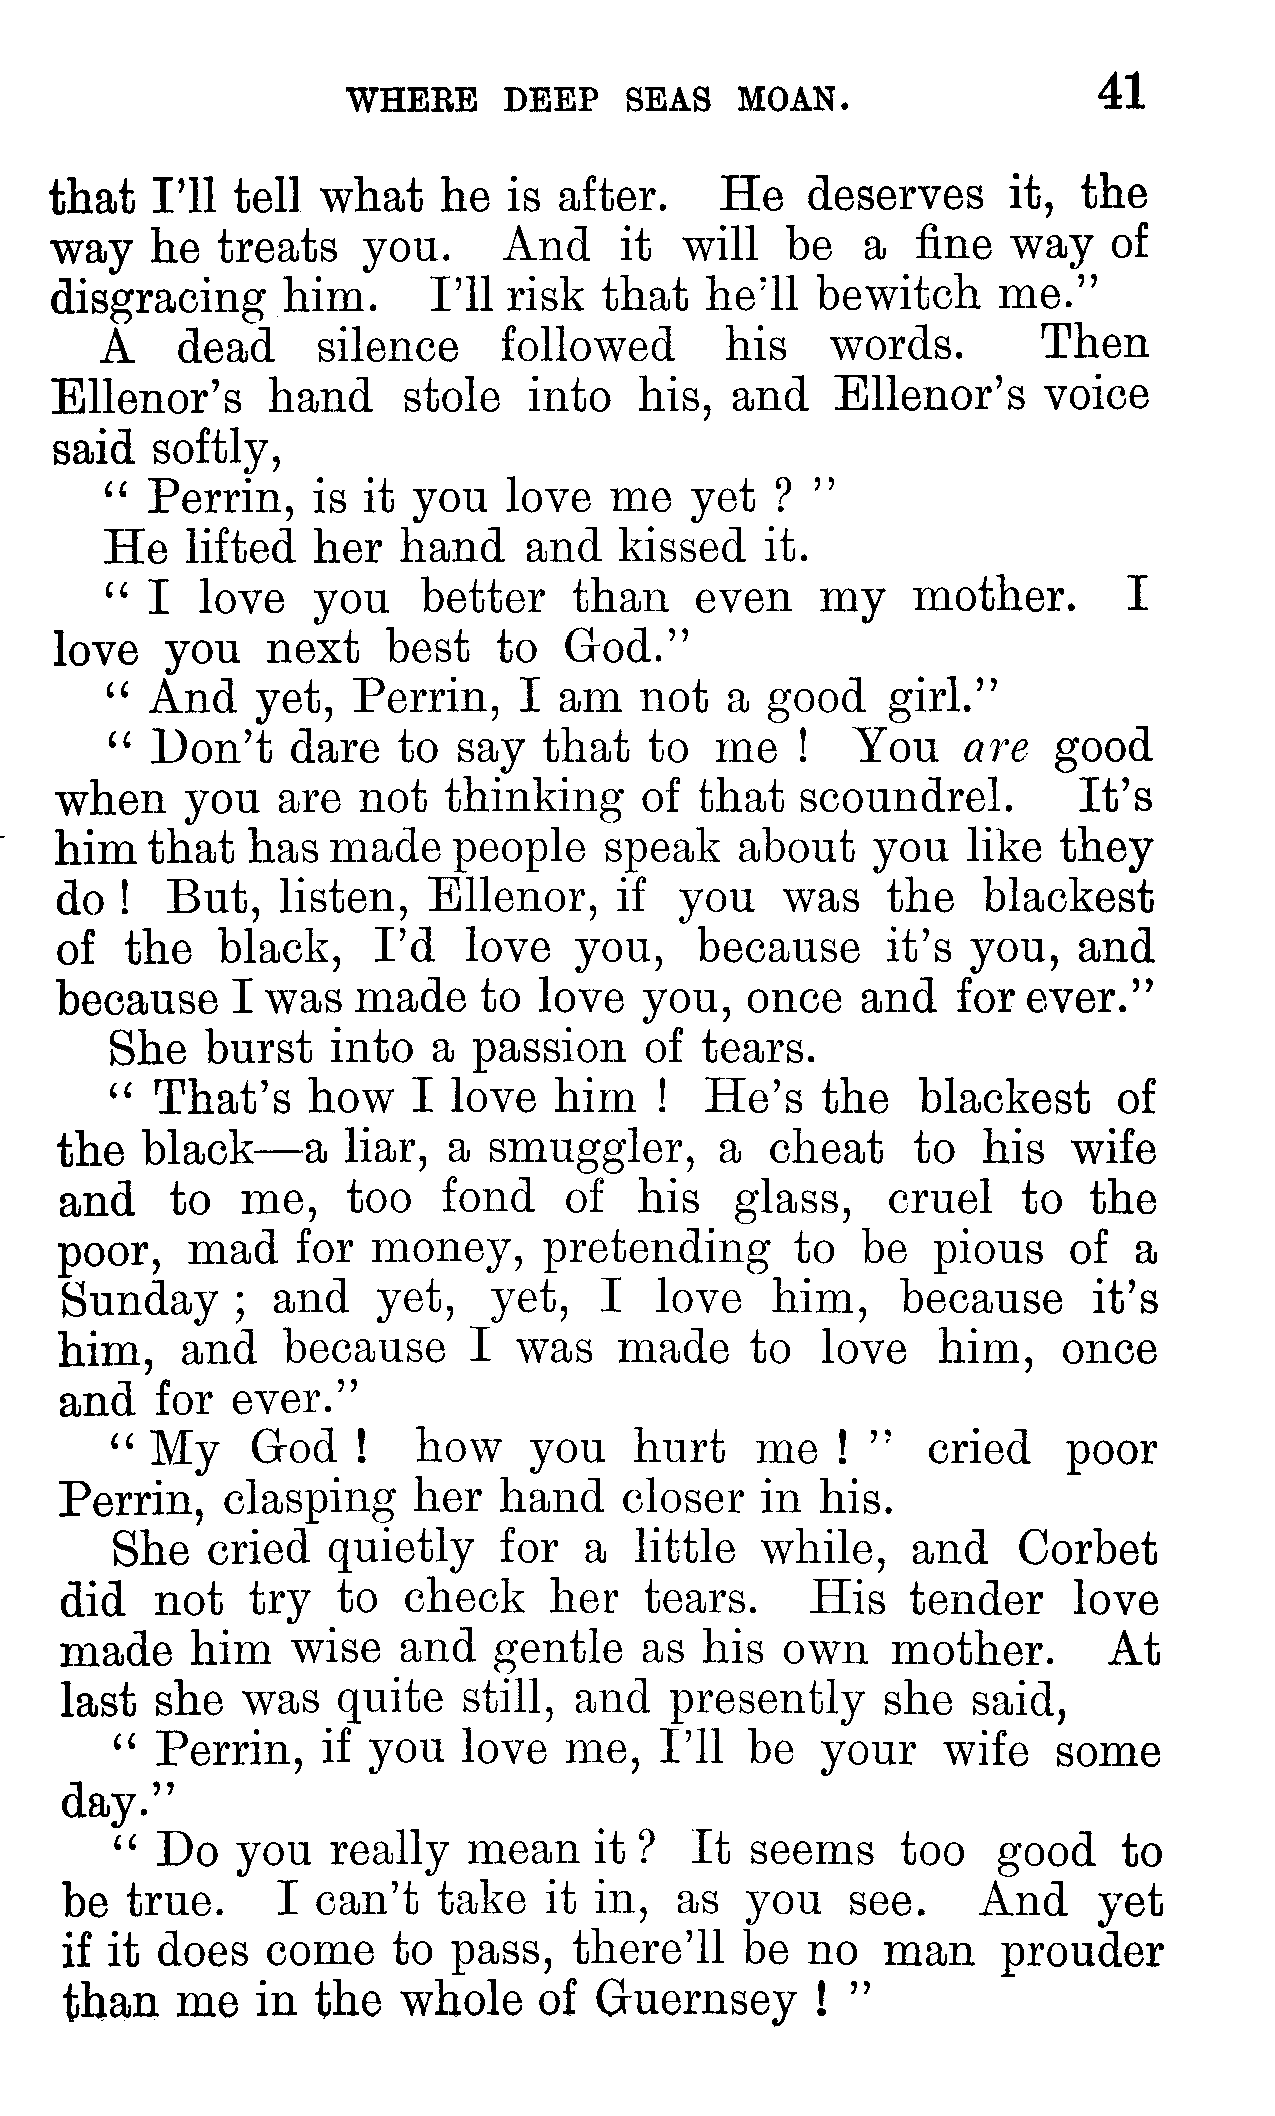 WHERE DEEP SEAS MOAN. 41
that I'll tell what he is after. He deserves it, the
way he treats you. And it will be a fine way of
disgracing him. I'll risk that he'll bewitch me."
A dead silence followed his words. Then
Ellenor's hand stole into his, and Ellenor's voice
said softly,
" Perrin, is it you love me yet ? "
He lifted her hand and kissed it.
" I love you better than even my mother. I
love you next best to God."
" And yet, Perrin, I am not a good girl."
" Don't dare to say that to me ! You are good
when you are not thinking of that scoundrel. It's
him that has made people speak about you like they
do ! But, listen, Ellenor, if you was the blackest
of the black, I'd love you, because it's you, and
because I was made to love you, once and for ever."
She burst into a passion of tears.
" That's how I love him ! He's the blackest of
the black—a liar, a smuggler, a cheat to his wife
and to me, too fond of his glass, cruel to the
poor, mad for money, pretending to be pious of a
Sunday ; and yet, yet, I love him, because it's
him, and because I was made to love him, once
and for ever."
" My God ! how you hurt me ! " cried poor
Perrin, clasping her hand closer in his.
She cried quietly for a little while, and Corbet
did not try to check her tears. His tender love
made him wise and gentle as his own mother. At
last she was quite still, and presently she said,
" Perrin, if you love me, I'll be your wife some
day."
" Do you really mean it ? It seems too good to
be true. I can't take it in, as you see. And yet
if it does come to pass, there'll be no man prouder
than me in the whole of Guernsey ! "